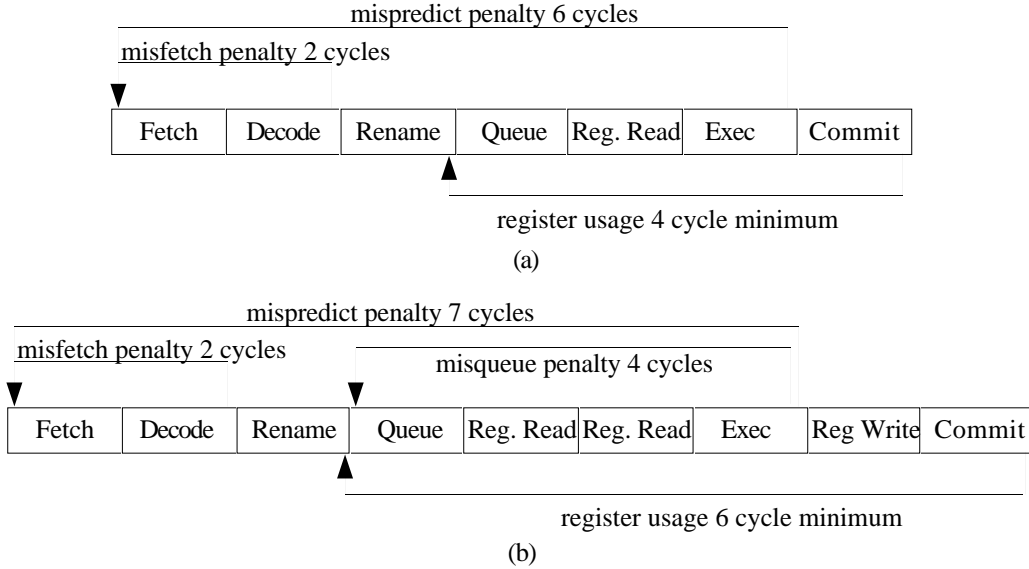 mispredict penalty 6 cycles
misfetch penalty 2 cycles
Fetch Decode Rename Queue Reg. Read Exec Commit
register usage 4 cycle minimum
(a)
mispredict penalty 7 cycles
misfetch penalty 2 cycles
misqueue penalty 4 cycles
Fetch Decode Rename Queue Reg. Read Reg. Read Exec Reg Write Commit
register usage 6 cycle minimum
(b)